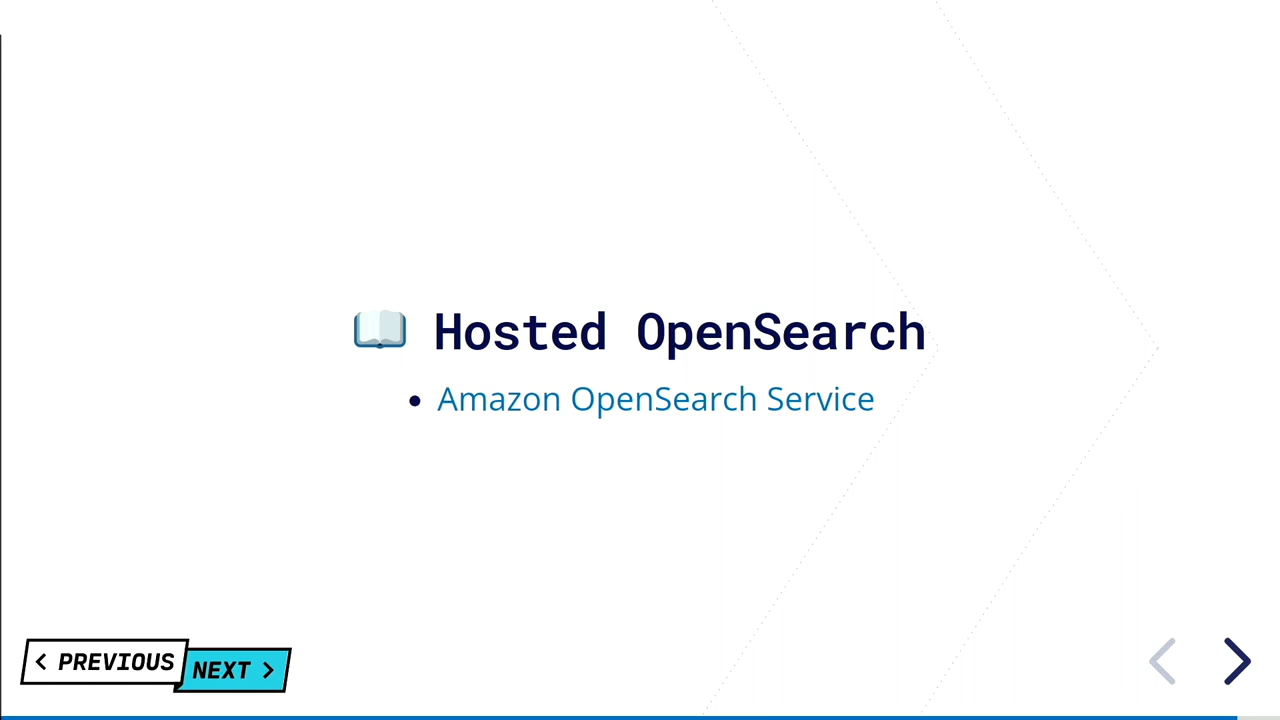 📖 Hosted OpenSearch
• Amazon OpenSearch Service
< PREVIOUS
NEXT >